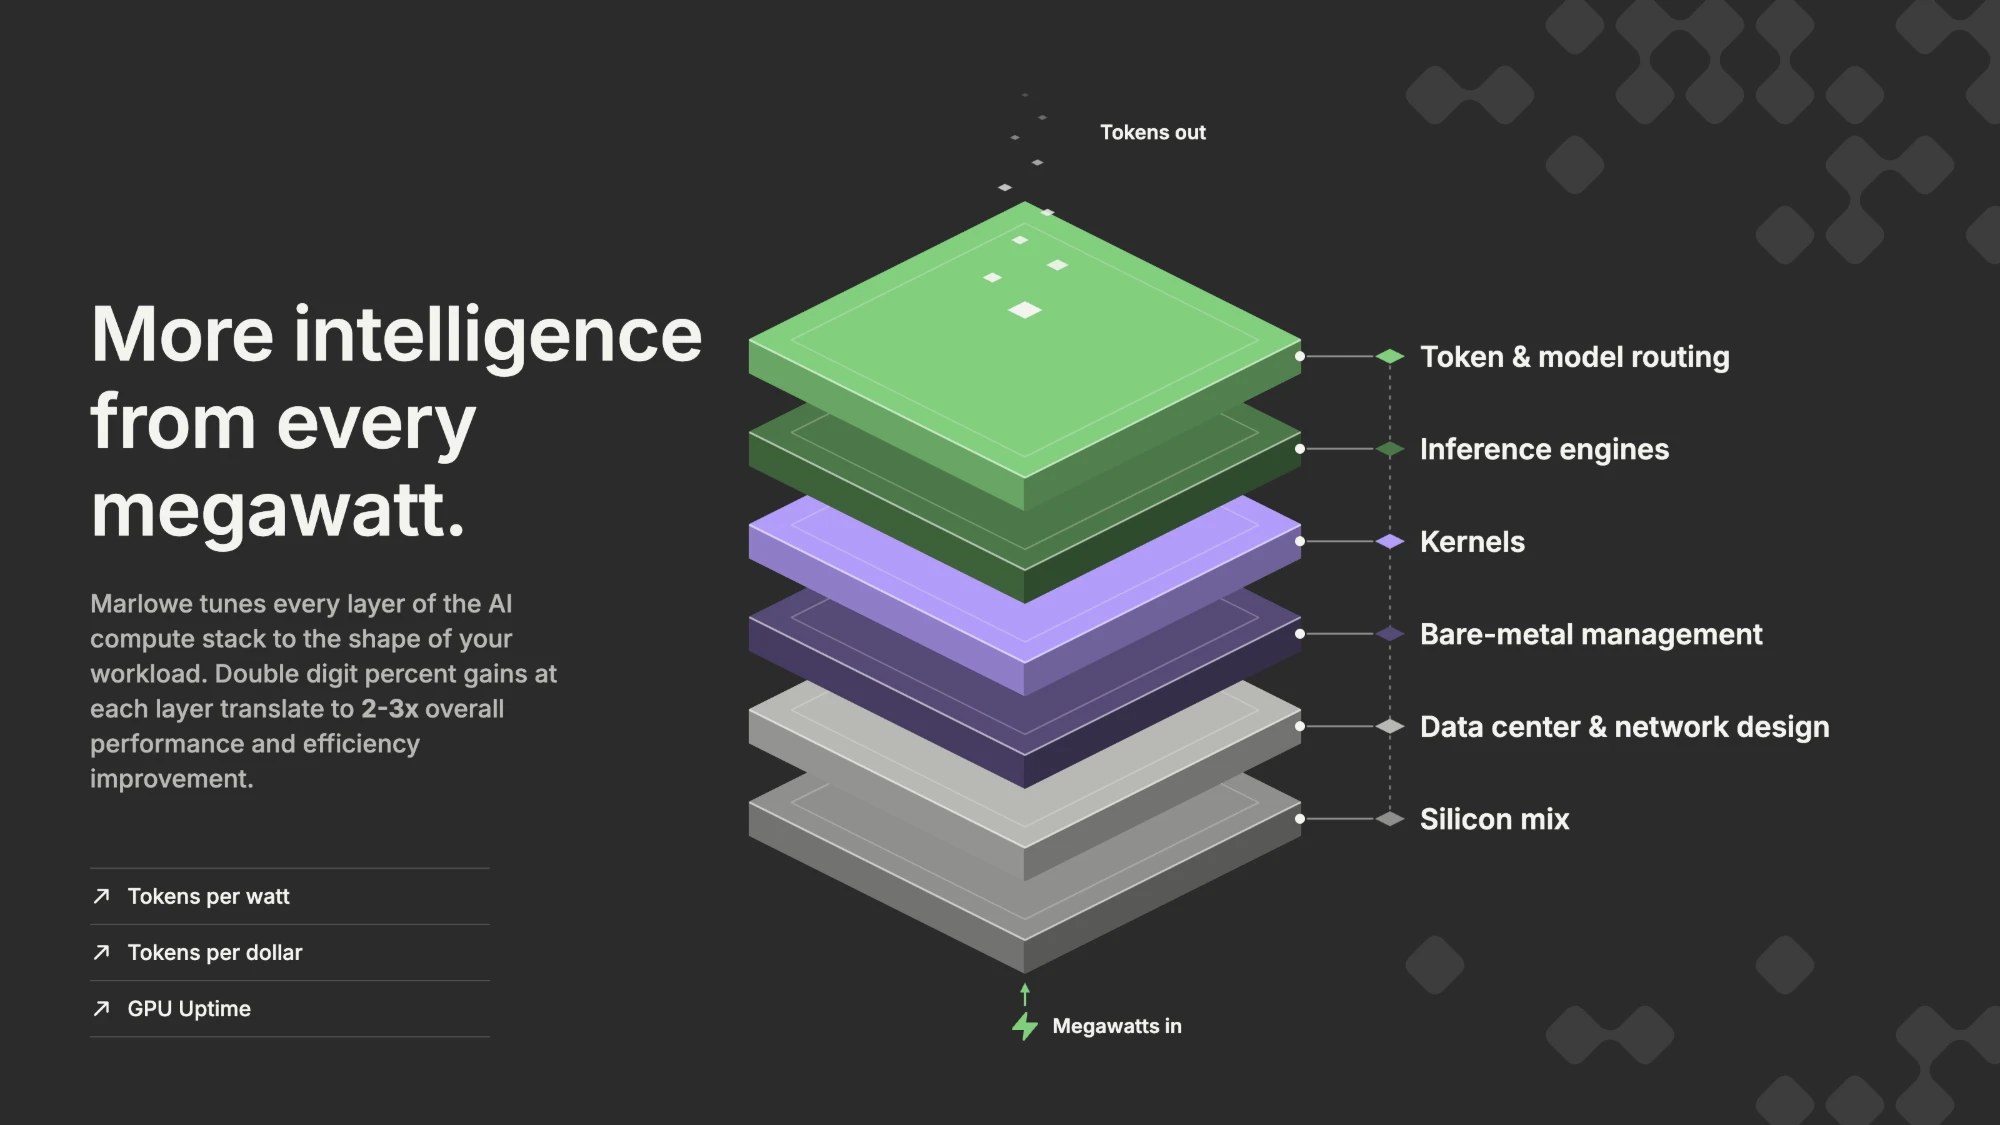 Tokens out
More intelligence
from every
megawatt.
Marlowe tunes every layer of the AI
compute stack to the shape of your
workload. Double digit percent gains at
each layer translate to 2-3x overall
performance and efficiency
improvement.
Tokens per watt
Tokens per dollar
GPU Uptime
Token & model routing
Inference engines
Kernels
Bare-metal management
Data center & network design
Silicon mix
Megawatts in